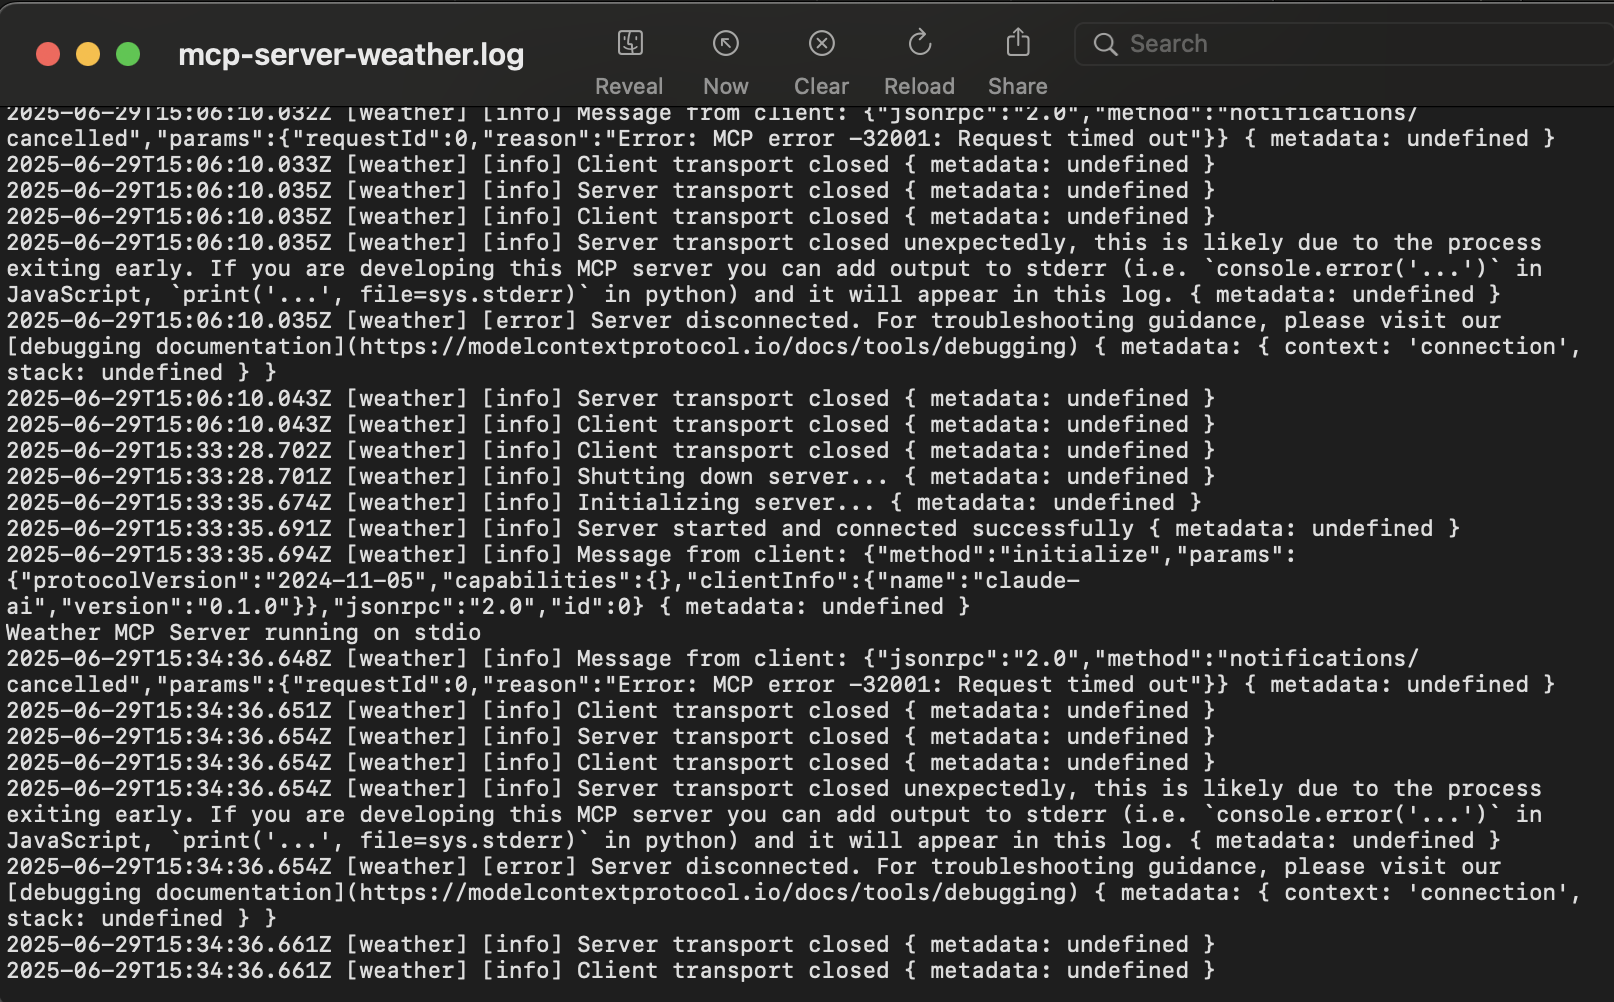 mcp-server-weather.log
Reveal
Now
Clear
Reload
Share
Search
2025-06-29T15:06:10.032Z [weather] [info] Message from client: {"jsonrpc":"2.0","method":"notifications/
cancelled","params":{"requestId":0,"reason":"Error: MCP error -32001: Request timed out"}} { metadata: undefined }
2025-06-29T15:06:10.033Z [weather] [info] Client transport closed { metadata: undefined }
2025-06-29T15:06:10.035Z [weather] [info] Server transport closed { metadata: undefined }
2025-06-29T15:06:10.035Z [weather] [info] Client transport closed { metadata: undefined }
2025-06-29T15:06:10.035Z [weather] [info] Server transport closed unexpectedly, this is likely due to the process
exiting early. If you are developing this MCP server you can add output to stderr (i.e. `console.error('...')` in
JavaScript, `print('...', file=sys.stderr)` in python) and it will appear in this log. { metadata: undefined }
2025-06-29T15:06:10.035Z [weather] [error] Server disconnected. For troubleshooting guidance, please visit our
[debugging documentation](https://modelcontextprotocol.io/docs/tools/debugging) { metadata: { context: 'connection',
stack: undefined } }
2025-06-29T15:06:10.043Z [weather] [info] Server transport closed { metadata: undefined }
2025-06-29T15:06:10.043Z [weather] [info] Client transport closed { metadata: undefined }
2025-06-29T15:33:28.702Z [weather] [info] Client transport closed { metadata: undefined }
2025-06-29T15:33:28.701Z [weather] [info] Shutting down server... { metadata: undefined }
2025-06-29T15:33:35.674Z [weather] [info] Initializing server... { metadata: undefined }
2025-06-29T15:33:35.691Z [weather] [info] Server started and connected successfully { metadata: undefined }
2025-06-29T15:33:35.694Z [weather] [info] Message from client: {"method":"initialize","params":
{"protocolVersion":"2024-11-05","capabilities":{},"clientInfo":{"name":"claude-
ai","version":"0.1.0"}},"jsonrpc":"2.0","id":0} { metadata: undefined }
Weather MCP Server running on stdio
2025-06-29T15:34:36.648Z [weather] [info] Message from client: {"jsonrpc":"2.0","method":"notifications/
cancelled","params":{"requestId":0,"reason":"Error: MCP error -32001: Request timed out"}} { metadata: undefined }
2025-06-29T15:34:36.651Z [weather] [info] Client transport closed { metadata: undefined }
2025-06-29T15:34:36.654Z [weather] [info] Server transport closed { metadata: undefined }
2025-06-29T15:34:36.654Z [weather] [info] Client transport closed { metadata: undefined }
2025-06-29T15:34:36.654Z [weather] [info] Server transport closed unexpectedly, this is likely due to the process
exiting early. If you are developing this MCP server you can add output to stderr (i.e. `console.error('...')` in
JavaScript, `print('...', file=sys.stderr)` in python) and it will appear in this log. { metadata: undefined }
2025-06-29T15:34:36.654Z [weather] [error] Server disconnected. For troubleshooting guidance, please visit our
[debugging documentation](https://modelcontextprotocol.io/docs/tools/debugging) { metadata: { context: 'connection',
stack: undefined } }
2025-06-29T15:34:36.661Z [weather] [info] Server transport closed { metadata: undefined }
2025-06-29T15:34:36.661Z [weather] [info] Client transport closed { metadata: undefined }